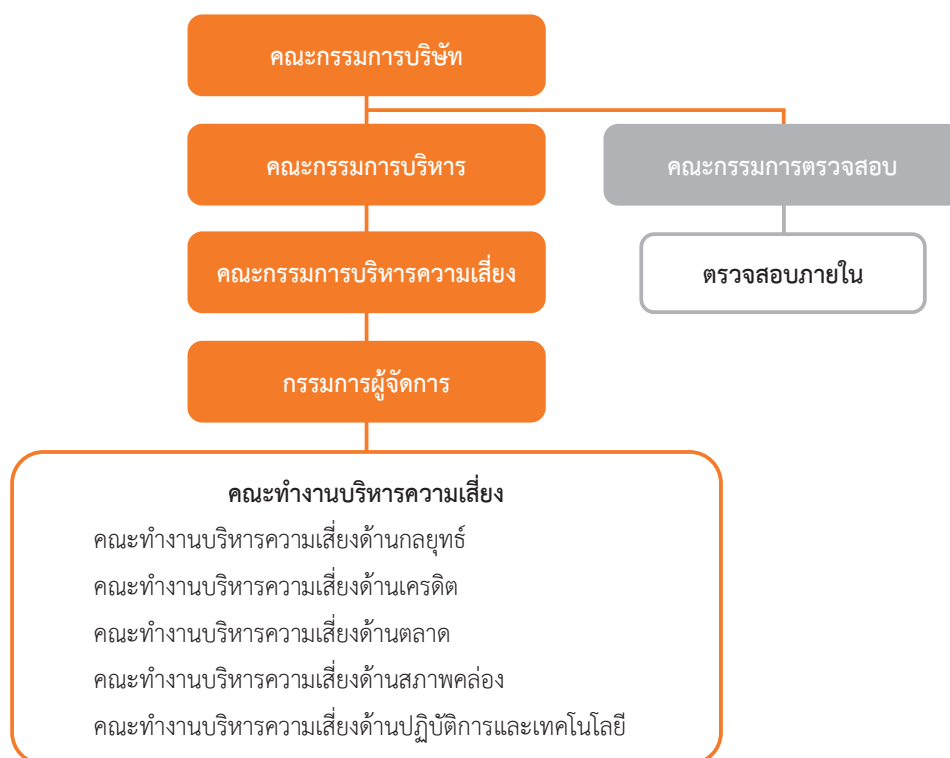 คณะกรรมการบริษัท
คณะกรรมการบริหาร
คณะกรรมการตรวจสอบ
คณะกรรมการบริหารความเสี่ยง
ตรวจสอบภายใน
กรรมการผู้จัดการ
คณะทำงานบริหารความเสี่ยง
คณะทำงานบริหารความเสี่ยงด้านกลยุทธ์
คณะทำงานบริหารความเสี่ยงด้านเครดิต
คณะทำงานบริหารความเสี่ยงด้านตลาด
คณะทำงานบริหารความเสี่ยงด้านสภาพคล่อง
คณะทำงานบริหารความเสี่ยงด้านปฏิบัติการและเทคโนโลยี